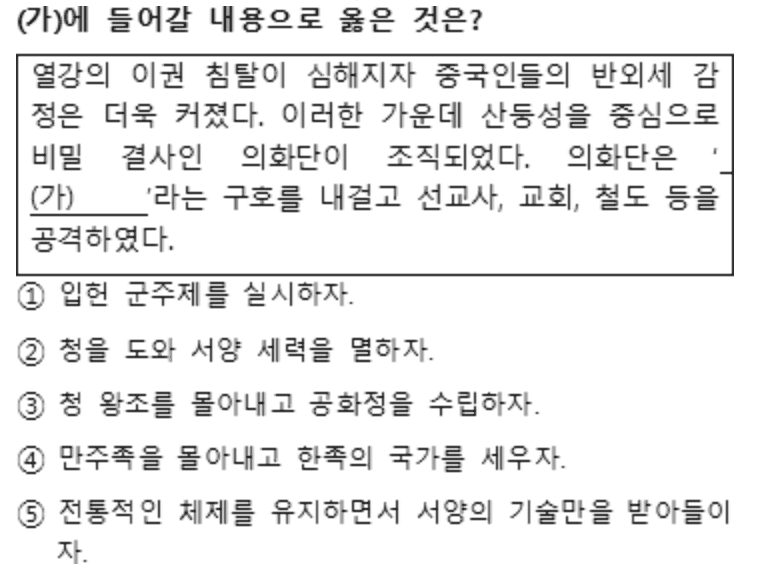 (가)에 들어갈 내용으로 옳은 것은?
열강의 이권 침탈이 심해지자 중국인들의 반외세 감
정은 더욱 커졌다. 이러한 가운데 산둥성을 중심으로
비밀 결사인 의화단이 조직되었다. 의화단은 '_
(가) '라는 구호를 내걸고 선교사, 교회, 철도 등을
공격하였다.
① 입헌 군주제를 실시하자.
② 청을 도와 서양 세력을 멸하자.
③ 청 왕조를 몰아내고 공화정을 수립하자.
④ 만주족을 몰아내고 한족의 국가를 세우자.
⑤ 전통적인 체제를 유지하면서 서양의 기술만을 받아들이
자.